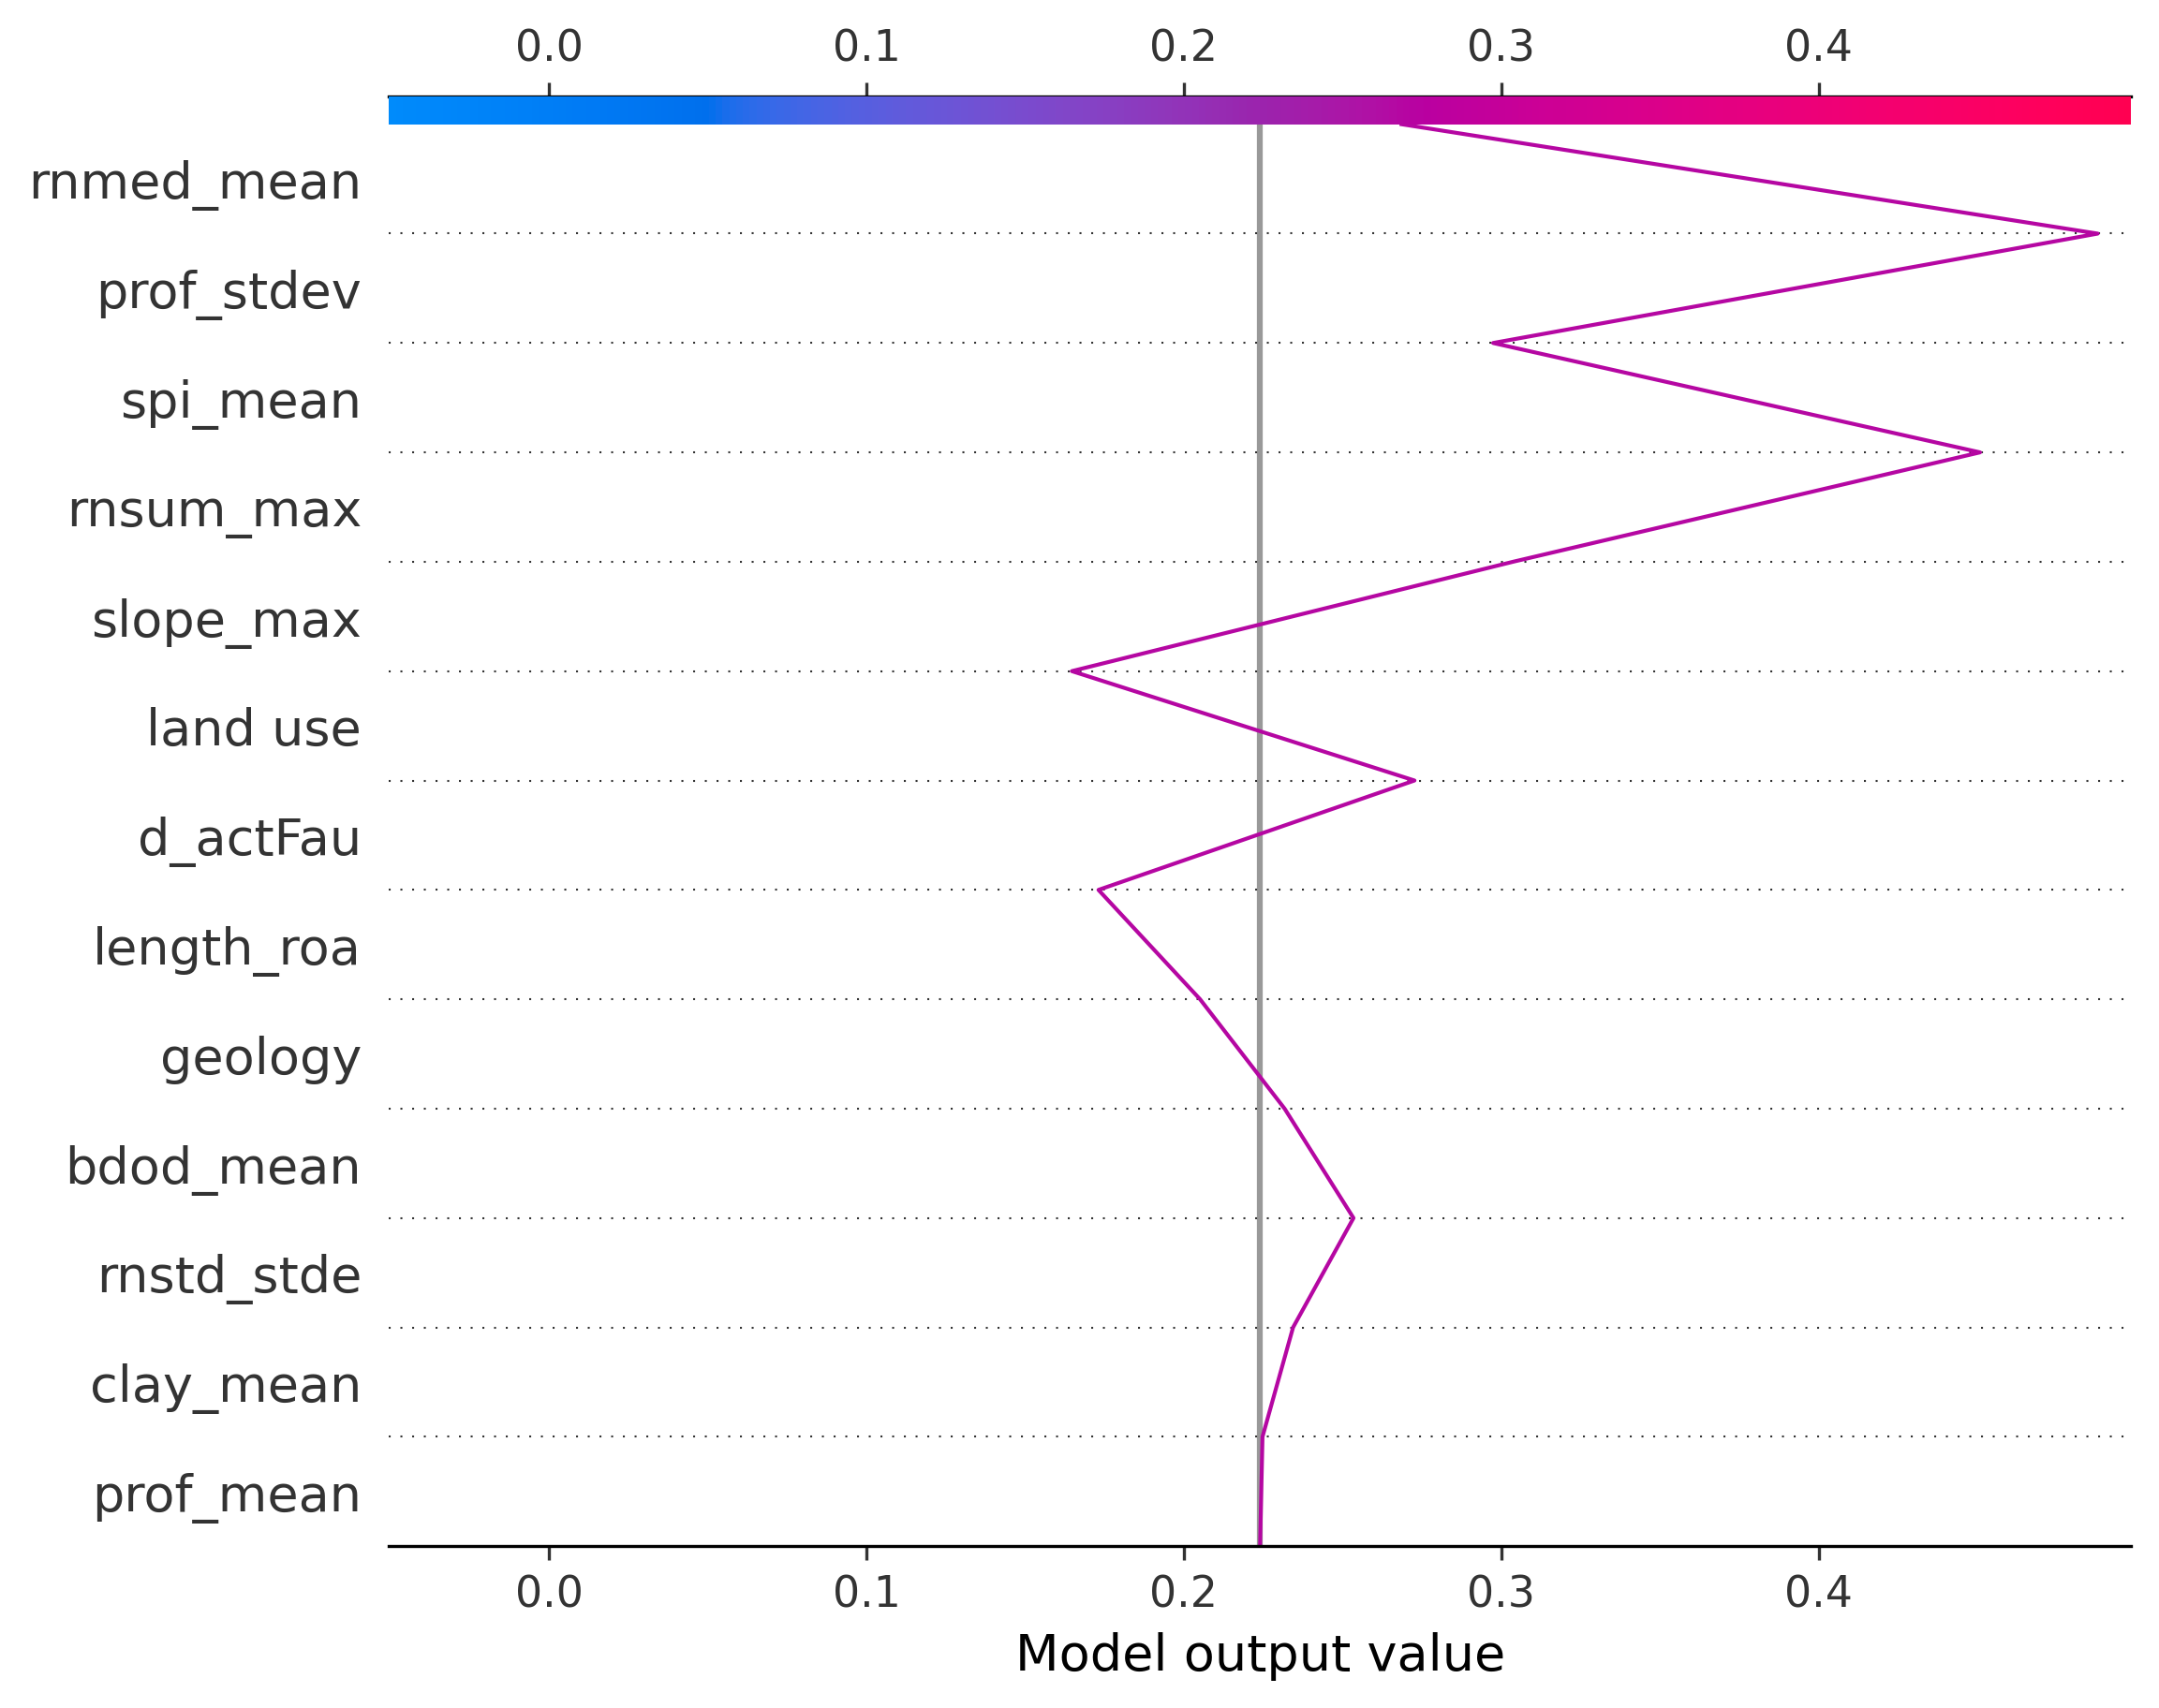 0.0 0.1 0.2 0.3 0.4
rnmed_mean
prof_stdev
spi_mean
rnsum_max
slope_max
land use
d_actFau
length_roa
geology
bdod_mean
rnstd_stde
clay_mean
prof_mean
0.0 0.1 0.2 0.3 0.4
Model output value